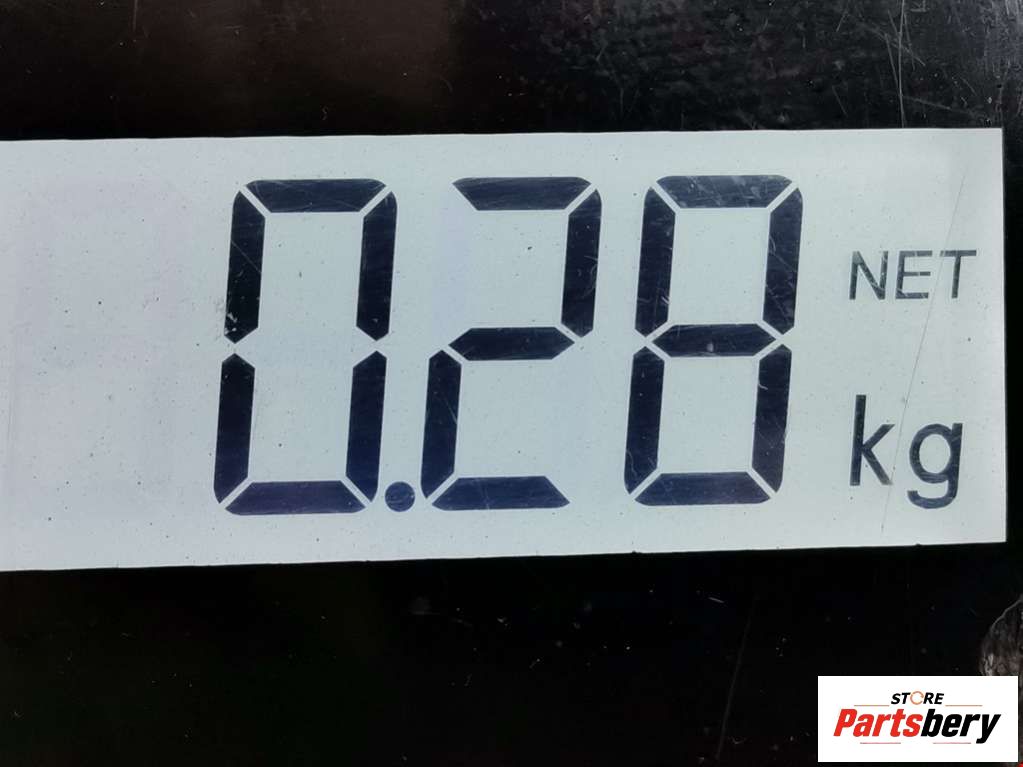 0.28
NET
kg
STORE
Partsbery